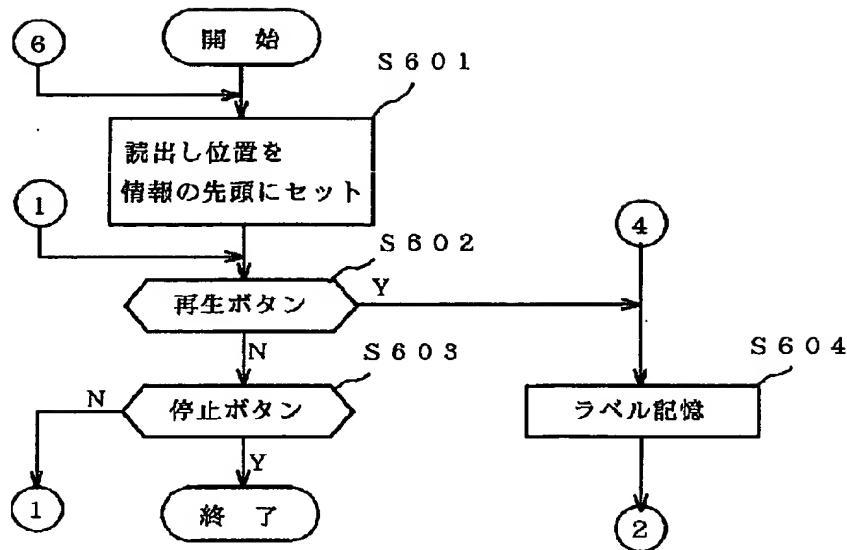 ⑥
開 始
S601
読出し位置を
情報の先頭にセット
①
④
S602
再生ボタン
Y
N
S603
S604
N
停止ボタン
ラベル記憶
Y
①
終 了
②